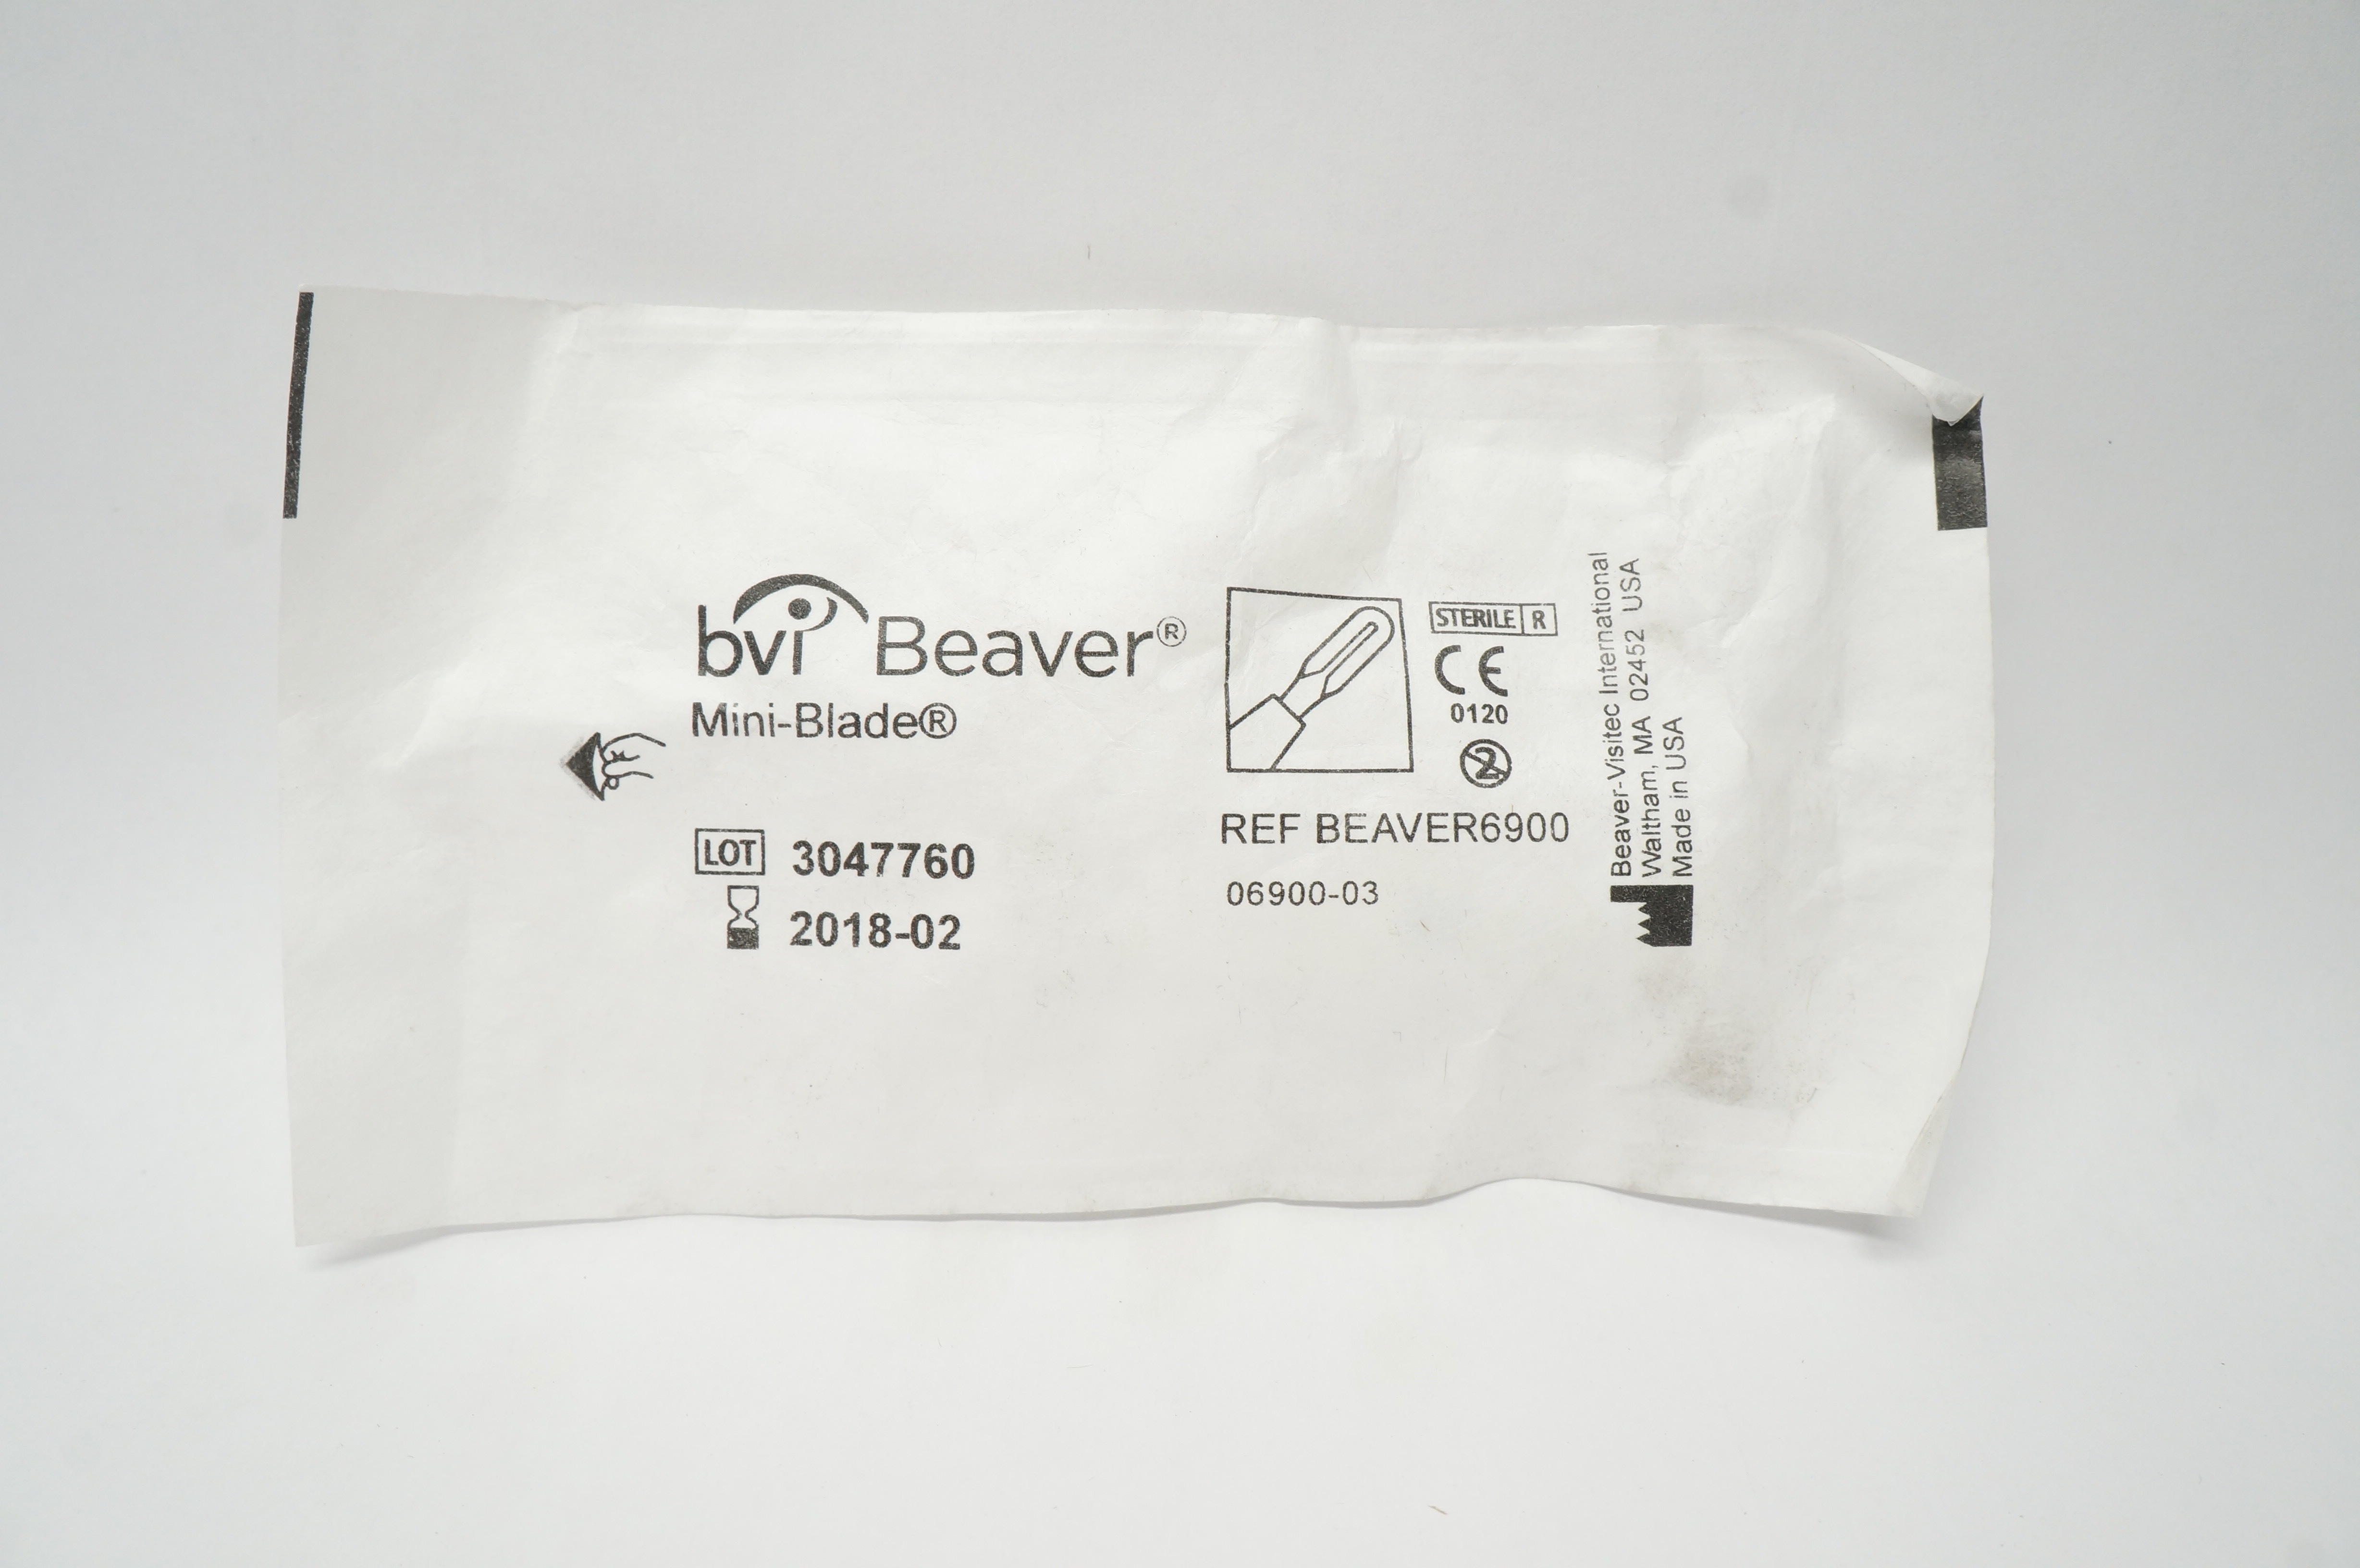 bvi Beaver®
Mini-Blade®
LOT 3047760
2018-02
STERILE R
CE
0120
2
REF BEAVER6900
06900-03
Beaver-Visitec International
Waltham, MA 02452 USA
Made in USA